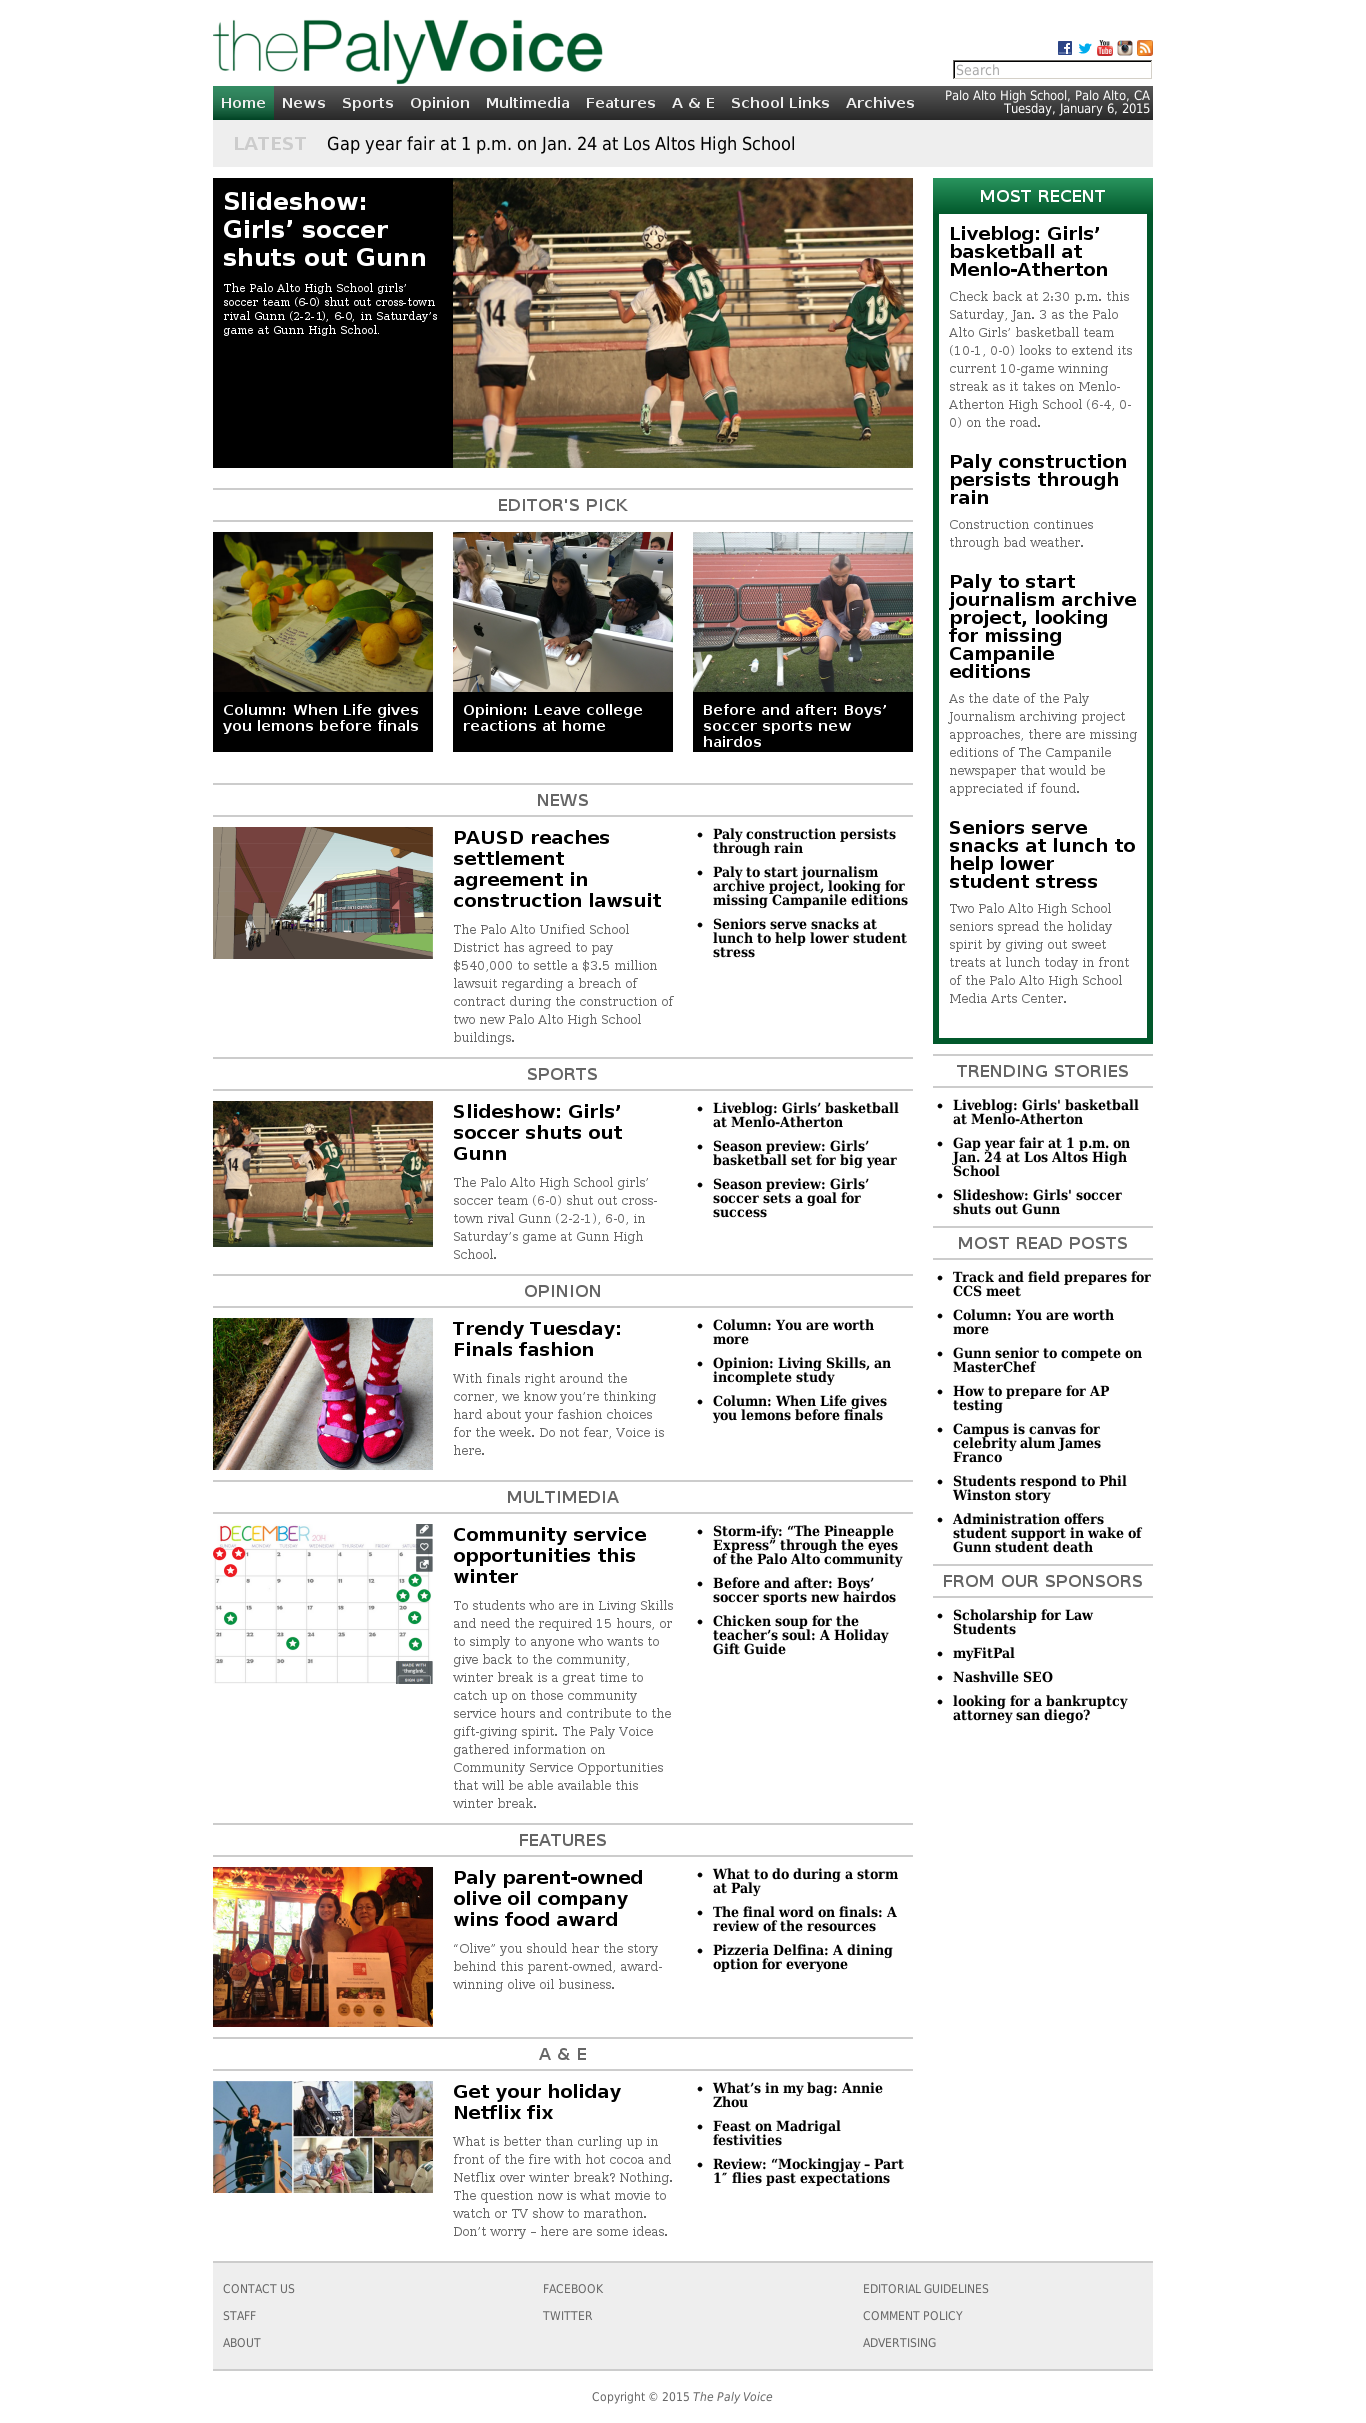 thePalyVoice
Search
Home News Sports Opinion Multimedia Features A & E School Links Archives
Palo Alto High School, Palo Alto, CA
Tuesday, January 6, 2015
LATEST Gap year fair at 1 p.m. on Jan. 24 at Los Altos High School
Slideshow:
Girls’ soccer
shuts out Gunn
The Palo Alto High School girls’
soccer team (6-0) shut out cross-town
rival Gunn (2-2-1), 6-0, in Saturday’s
game at Gunn High School.
14
15
13
EDITOR'S PICK
Column: When Life gives
you lemons before finals
Opinion: Leave college
reactions at home
Before and after: Boys’
soccer sports new
hairdos
NEWS
PAUSD reaches
settlement
agreement in
construction lawsuit
The Palo Alto Unified School
District has agreed to pay
$540,000 to settle a $3.5 million
lawsuit regarding a breach of
contract during the construction of
two new Palo Alto High School
buildings.
Paly construction persists
through rain
Paly to start journalism
archive project, looking for
missing Campanile editions
Seniors serve snacks at
lunch to help lower student
stress
SPORTS
14
15
13
Slideshow: Girls’
soccer shuts out
Gunn
The Palo Alto High School girls’
soccer team (6-0) shut out cross-
town rival Gunn (2-2-1), 6-0, in
Saturday’s game at Gunn High
School.
Liveblog: Girls’ basketball
at Menlo-Atherton
Season preview: Girls’
basketball set for big year
Season preview: Girls’
soccer sets a goal for
success
OPINION
Trendy Tuesday:
Finals fashion
With finals right around the
corner, we know you’re thinking
hard about your fashion choices
for the week. Do not fear, Voice is
here.
Column: You are worth
more
Opinion: Living Skills, an
incomplete study
Column: When Life gives
you lemons before finals
MULTIMEDIA
DECEMBER 2014
Community service
opportunities this
winter
To students who are in Living Skills
and need the required 15 hours, or
to simply to anyone who wants to
give back to the community,
winter break is a great time to
catch up on those community
service hours and contribute to the
gift-giving spirit. The Paly Voice
gathered information on
Community Service Opportunities
that will be able available this
winter break.
Storm-ify: “The Pineapple
Express” through the eyes
of the Palo Alto community
Before and after: Boys’
soccer sports new hairdos
Chicken soup for the
teacher’s soul: A Holiday
Gift Guide
FEATURES
Paly parent-owned
olive oil company
wins food award
“Olive” you should hear the story
behind this parent-owned, award-
winning olive oil business.
What to do during a storm
at Paly
The final word on finals: A
review of the resources
Pizzeria Delfina: A dining
option for everyone
A & E
Get your holiday
Netflix fix
What is better than curling up in
front of the fire with hot cocoa and
Netflix over winter break? Nothing.
The question now is what movie to
watch or TV show to marathon.
Don’t worry – here are some ideas.
What’s in my bag: Annie
Zhou
Feast on Madrigal
festivities
Review: “Mockingjay – Part
1″ flies past expectations
MOST RECENT
Liveblog: Girls’
basketball at
Menlo-Atherton
Check back at 2:30 p.m. this
Saturday, Jan. 3 as the Palo
Alto Girls’ basketball team
(10-1, 0-0) looks to extend its
current 10-game winning
streak as it takes on Menlo-
Atherton High School (6-4, 0-
0) on the road.
Paly construction
persists through
rain
Construction continues
through bad weather.
Paly to start
journalism archive
project, looking
for missing
Campanile
editions
As the date of the Paly
Journalism archiving project
approaches, there are missing
editions of The Campanile
newspaper that would be
appreciated if found.
Seniors serve
snacks at lunch to
help lower
student stress
Two Palo Alto High School
seniors spread the holiday
spirit by giving out sweet
treats at lunch today in front
of the Palo Alto High School
Media Arts Center.
TRENDING STORIES
Liveblog: Girls' basketball
at Menlo-Atherton
Gap year fair at 1 p.m. on
Jan. 24 at Los Altos High
School
Slideshow: Girls' soccer
shuts out Gunn
MOST READ POSTS
Track and field prepares for
CCS meet
Column: You are worth
more
Gunn senior to compete on
MasterChef
How to prepare for AP
testing
Campus is canvas for
celebrity alum James
Franco
Students respond to Phil
Winston story
Administration offers
student support in wake of
Gunn student death
FROM OUR SPONSORS
Scholarship for Law
Students
myFitPal
Nashville SEO
looking for a bankruptcy
attorney san diego?
CONTACT US
STAFF
ABOUT
FACEBOOK
TWITTER
EDITORIAL GUIDELINES
COMMENT POLICY
ADVERTISING
Copyright © 2015 The Paly Voice